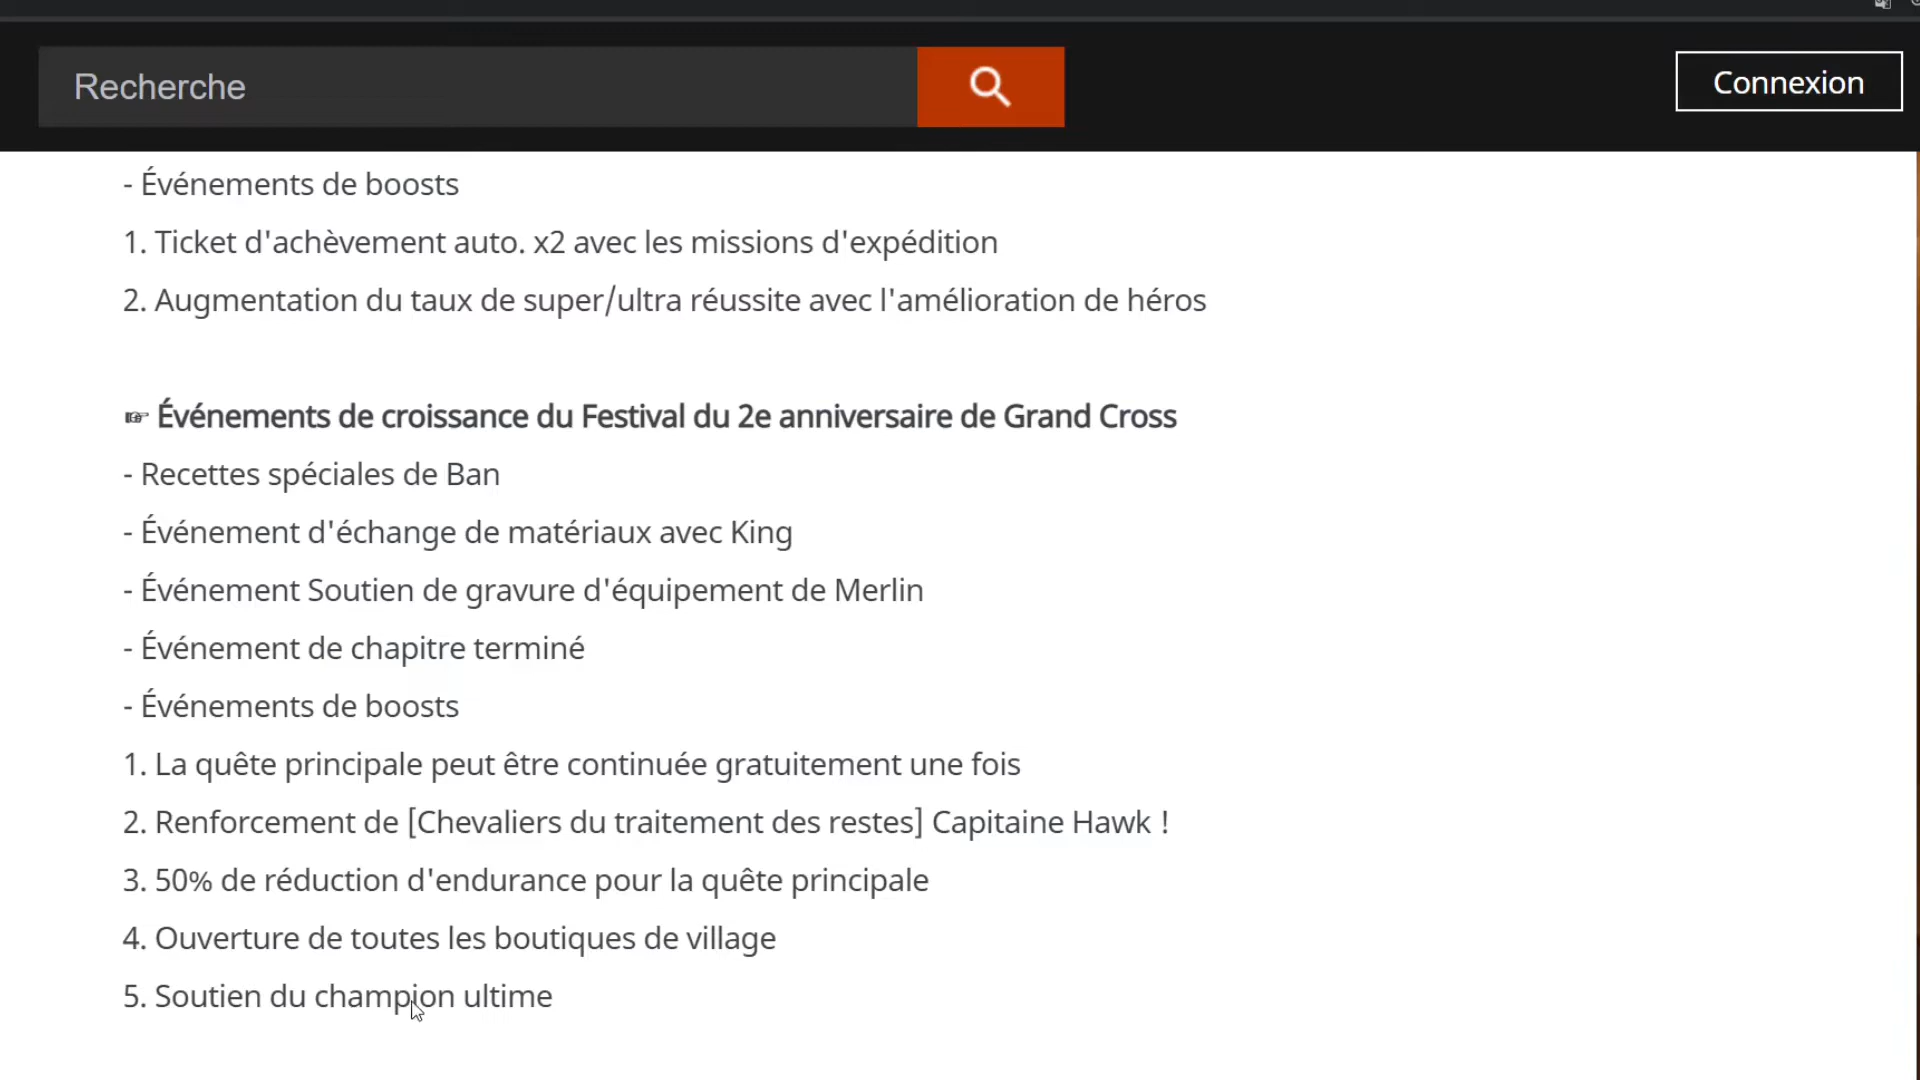 Recherche
Connexion
- Événements de boosts
1. Ticket d'achèvement auto. x2 avec les missions d'expédition
2. Augmentation du taux de super/ultra réussite avec l'amélioration de héros
☞ Événements de croissance du Festival du 2e anniversaire de Grand Cross
- Recettes spéciales de Ban
- Événement d'échange de matériaux avec King
- Événement Soutien de gravure d'équipement de Merlin
- Événement de chapitre terminé
- Événements de boosts
1. La quête principale peut être continuée gratuitement une fois
2. Renforcement de [Chevaliers du traitement des restes] Capitaine Hawk !
3. 50% de réduction d'endurance pour la quête principale
4. Ouverture de toutes les boutiques de village
5. Soutien du champion ultime